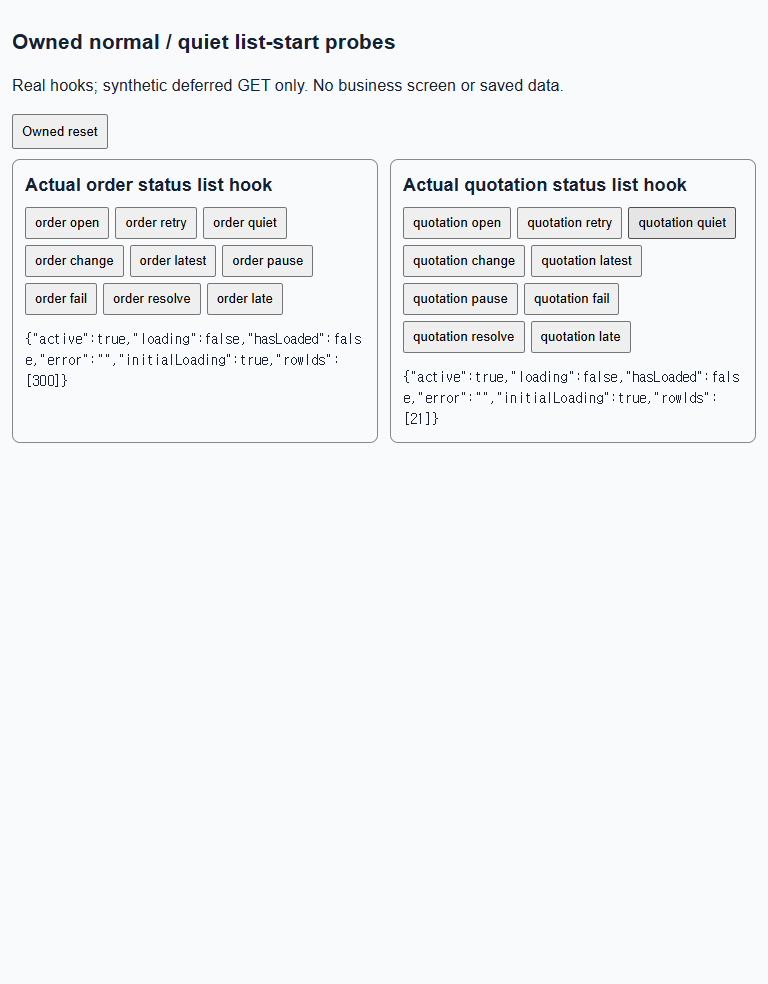 Owned normal / quiet list-start probes
Real hooks; synthetic deferred GET only. No business screen or saved data.
Owned reset
Actual order status list hook
order open order retry order quiet
order change order latest order pause
order fail order resolve order late
{"active":true,"loading":false,"hasLoaded":fals
e,"error":"","initialLoading":true,"rowIds":
[300]}
Actual quotation status list hook
quotation open quotation retry quotation quiet
quotation change quotation latest
quotation pause quotation fail
quotation resolve quotation late
{"active":true,"loading":false,"hasLoaded":fals
e,"error":"","initialLoading":true,"rowIds":
[21]}